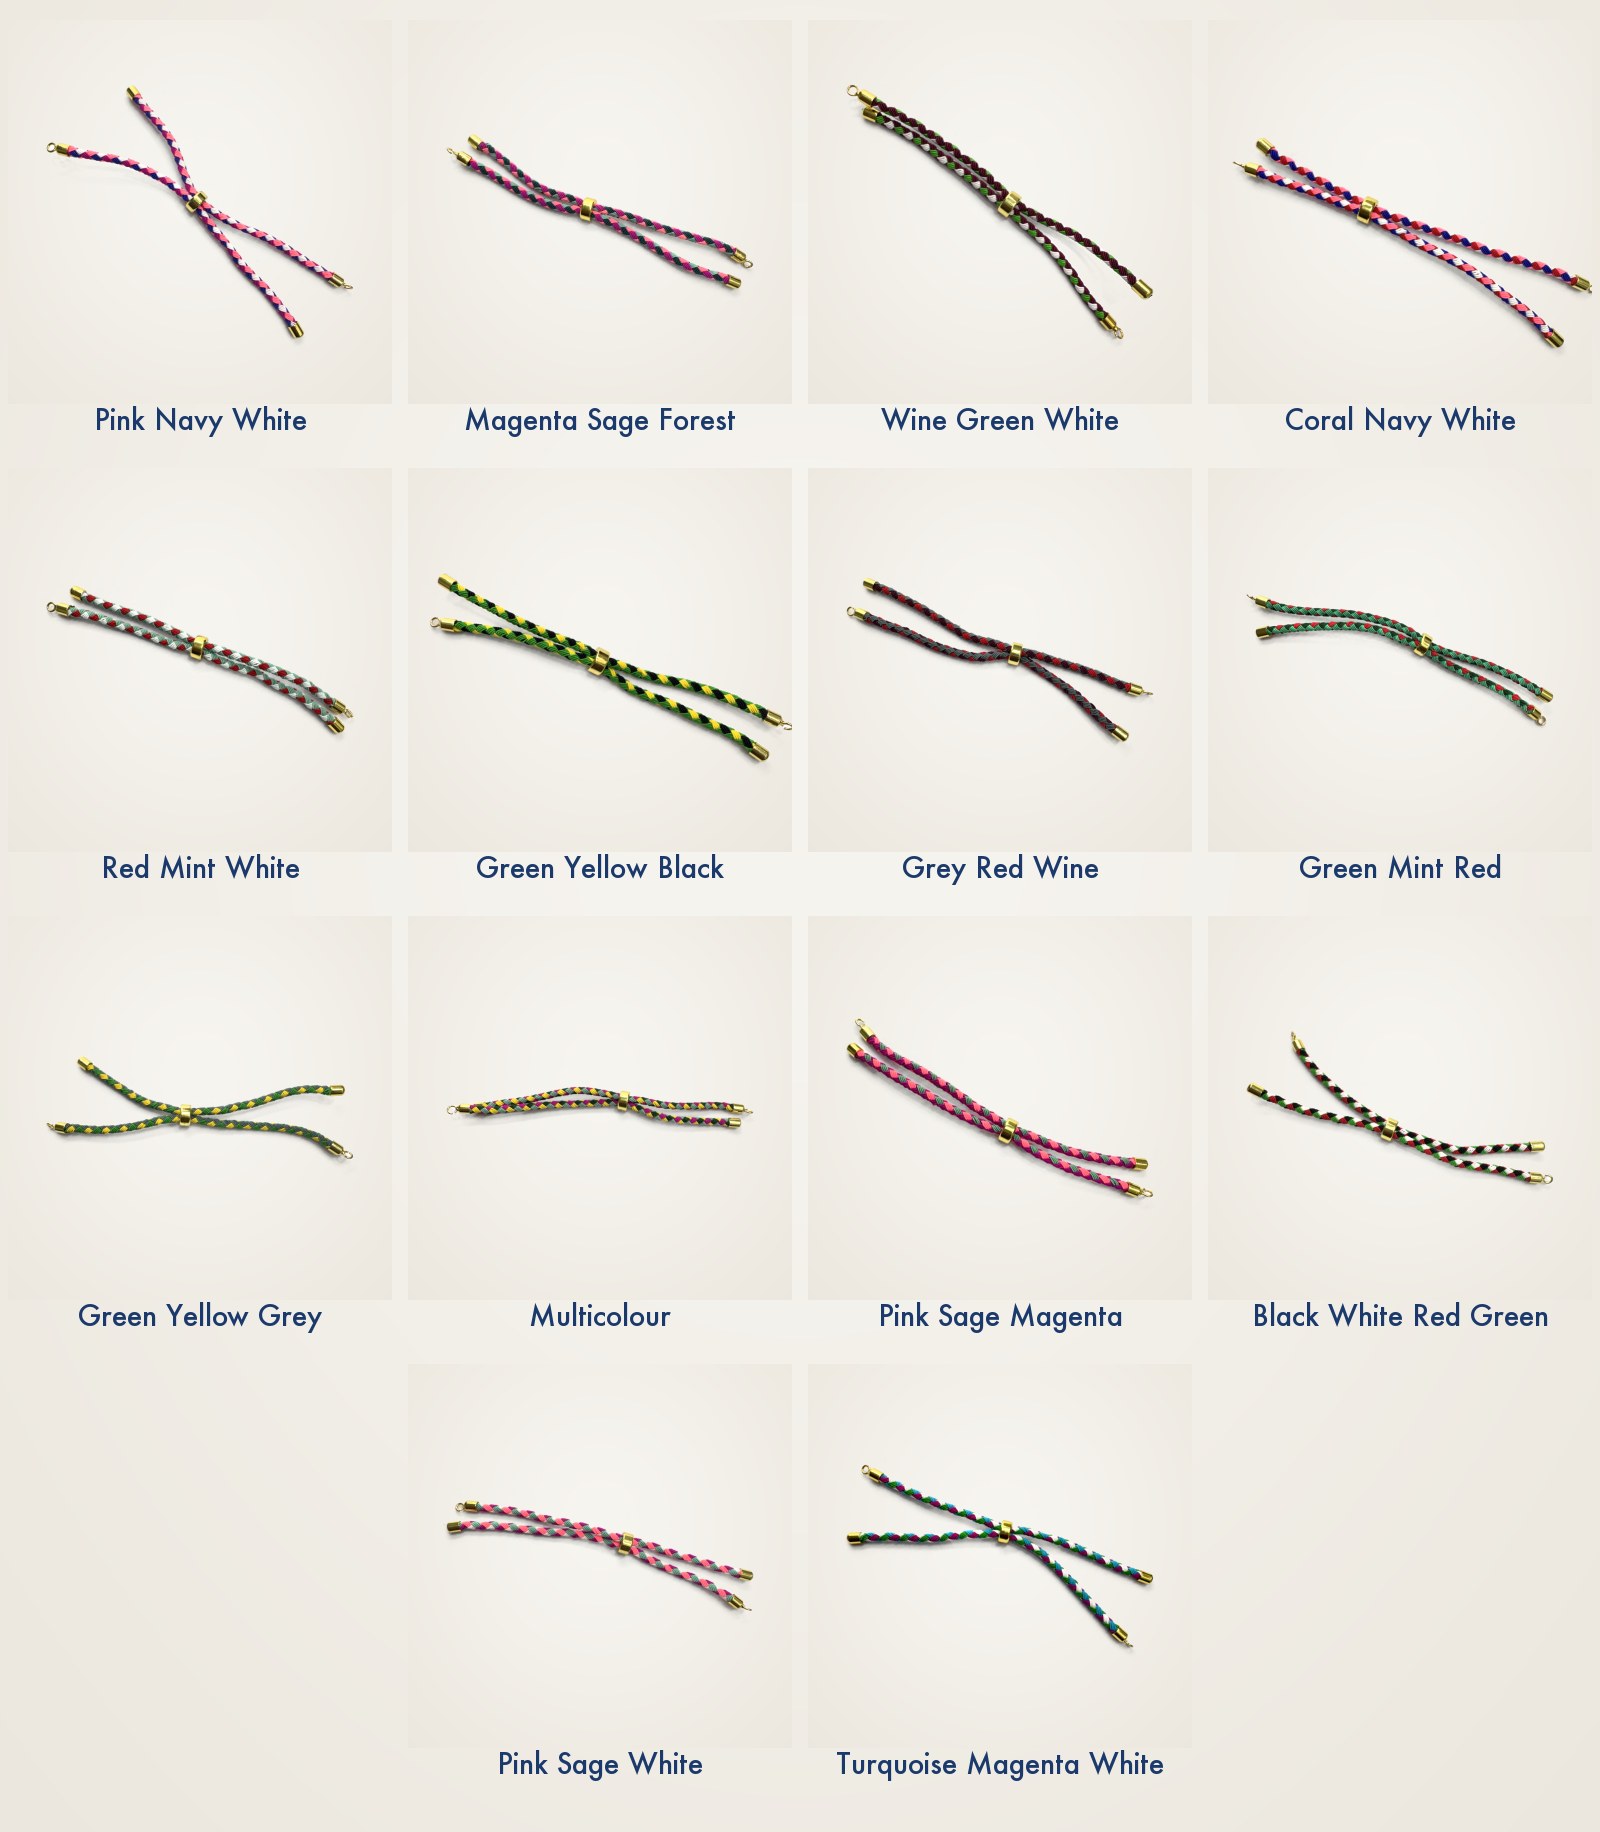 Pink Navy White
Magenta Sage Forest
Wine Green White
Coral Navy White
Red Mint White
Green Yellow Black
Grey Red Wine
Green Mint Red
Green Yellow Grey
Multicolour
Pink Sage Magenta
Black White Red Green
Pink Sage White
Turquoise Magenta White